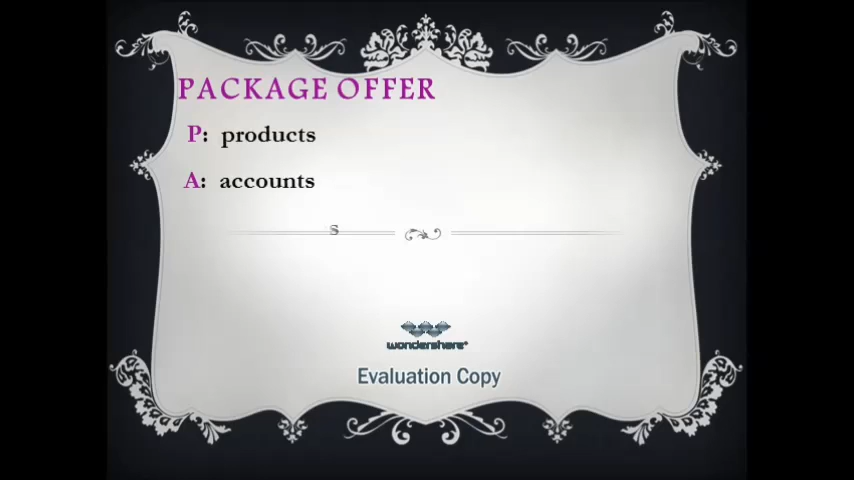 PACKAGE OFFER
P: products
A: accounts
s
wondershare
Evaluation Copy